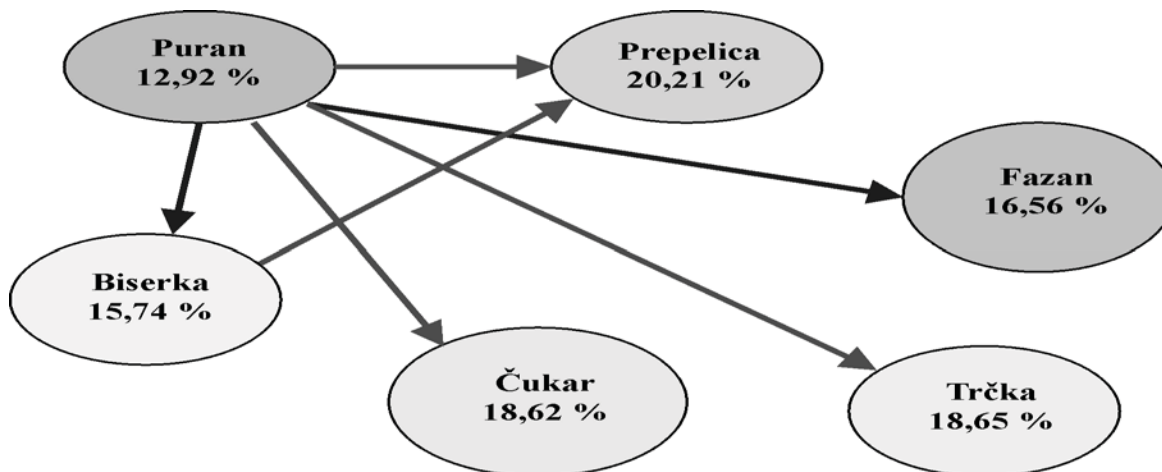 Puran
12,92 %
Prepelica
20,21 %
Fazan
16,56 %
Biserka
15,74 %
Čukar
18,62 %
Trčka
18,65 %